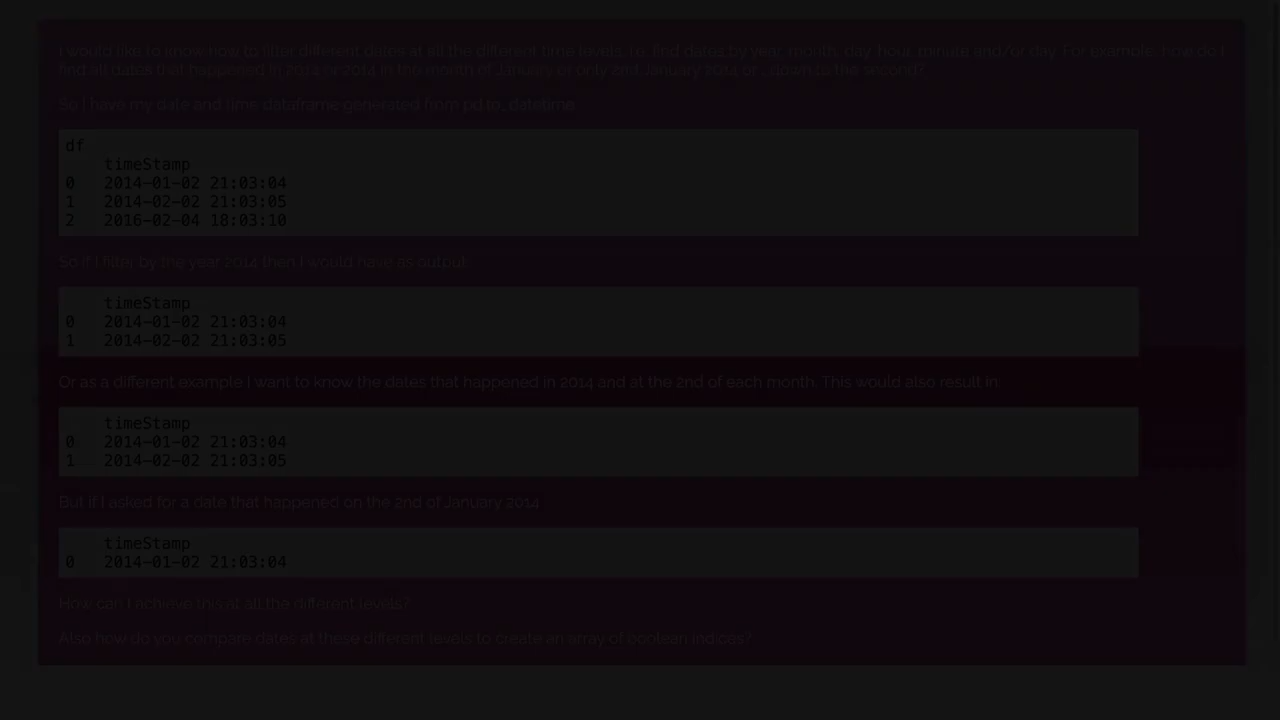 I would like to know how to filter different dates at all the different time levels, i.e. find dates by year, month, day, hour, minute and/or day. For example, how do I
find all dates that happened in 2014 or 2014 in the month of January or only 2nd January 2014 or ...down to the second?
So I have my date and time dataframe generated from pd.to_datetime
df
timeStamp
0 2014-01-02 21:03:04
1 2014-02-02 21:03:05
2 2016-02-04 18:03:10
So if I filter by the year 2014 then I would have as output:
timeStamp
0 2014-01-02 21:03:04
1 2014-02-02 21:03:05
Or as a different example I want to know the dates that happened in 2014 and at the 2nd of each month. This would also result in:
timeStamp
0 2014-01-02 21:03:04
1 2014-02-02 21:03:05
But if I asked for a date that happened on the 2nd of January 2014
timeStamp
0 2014-01-02 21:03:04
How can I achieve this at all the different levels?
Also how do you compare dates at these different levels to create an array of boolean indices?